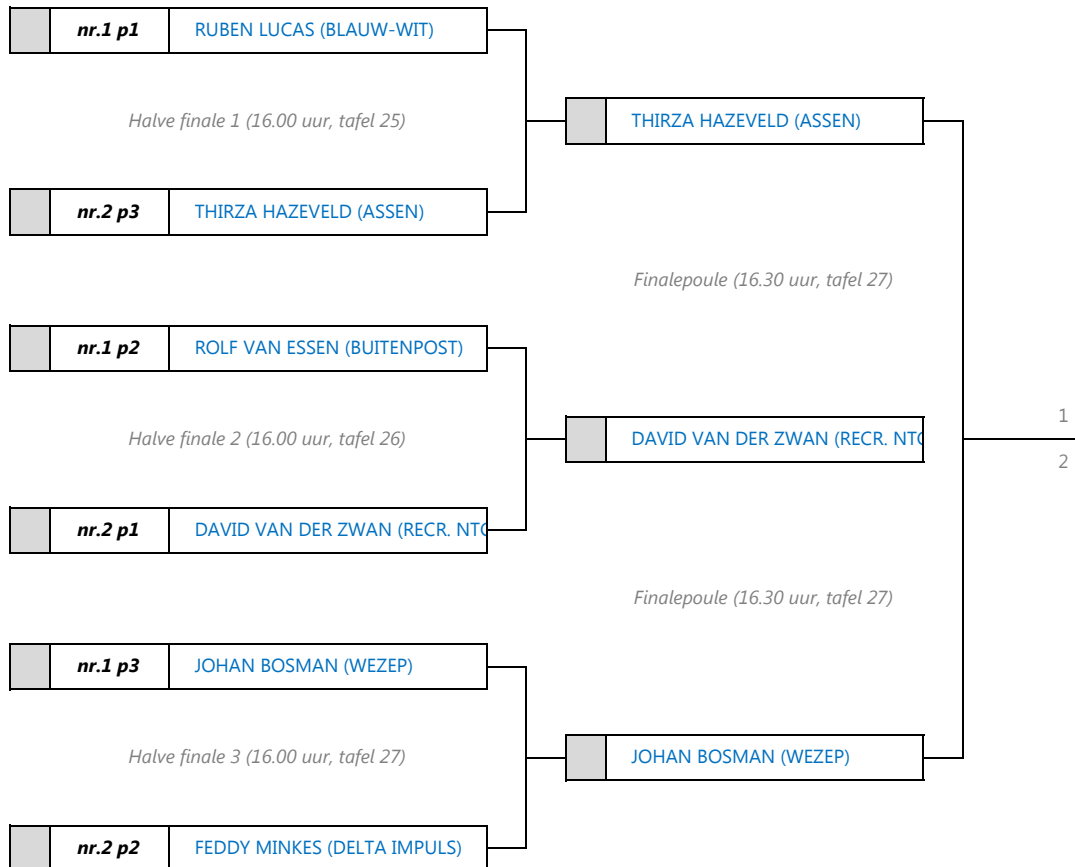 nr.1 p1 RUBEN LUCAS (BLAUW-WIT)
Halve finale 1 (16.00 uur, tafel 25)
THIRZA HAZEVELD (ASSEN)
nr.2 p3 THIRZA HAZEVELD (ASSEN)
Finalepoule (16.30 uur, tafel 27)
nr.1 p2 ROLF VAN ESSEN (BUITENPOST)
1
Halve finale 2 (16.00 uur, tafel 26)
DAVID VAN DER ZWAN (RECR. NTC
2
nr.2 p1 DAVID VAN DER ZWAN (RECR. NTC
Finalepoule (16.30 uur, tafel 27)
nr.1 p3 JOHAN BOSMAN (WEZEP)
Halve finale 3 (16.00 uur, tafel 27)
JOHAN BOSMAN (WEZEP)
nr.2 p2 FEDDY MINKES (DELTA IMPULS)